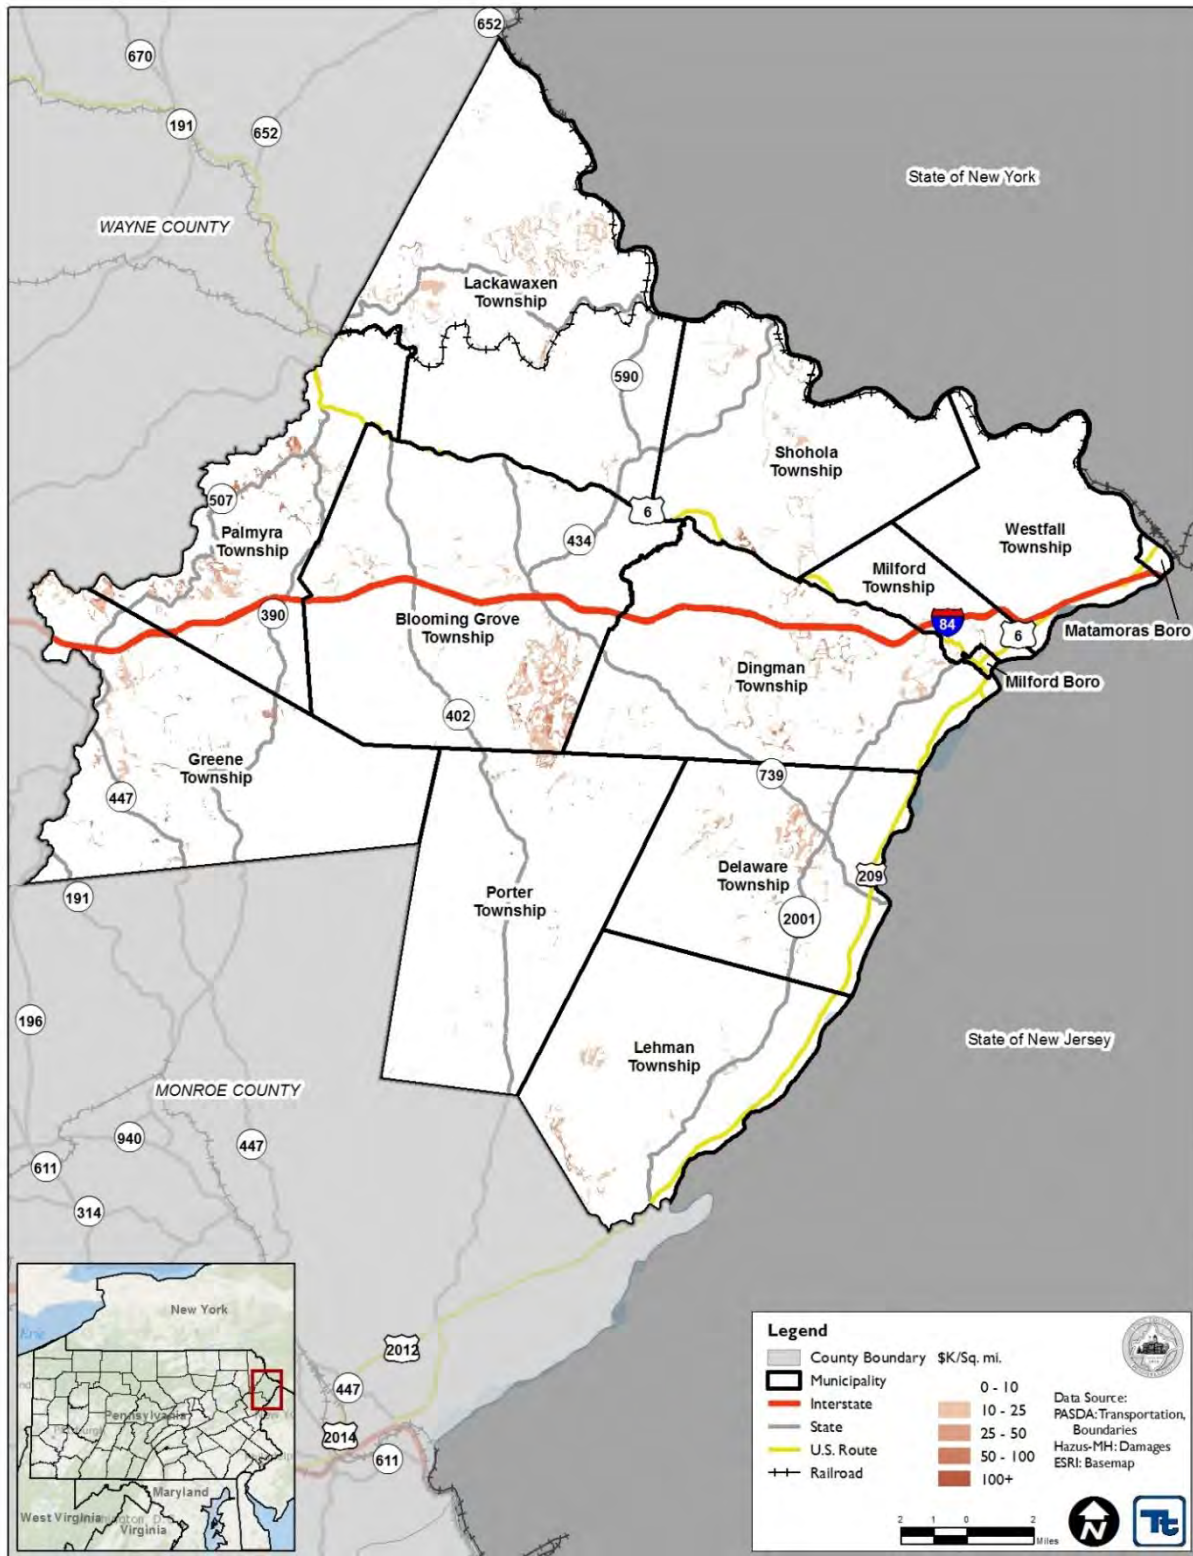 652
670
191
652
State of New York
WAYNE COUNTY
Lackawaxen
Township
590
Shohola
Township
507
6
Westfall
Township
434
Palmyra
Township
Milford
Township
390
Blooming Grove
Township
84
6
Matamoras Boro
Dingman
Township
Milford Boro
402
Greene
Township
739
447
Delaware
Township
209
191
Porter
Township
2001
196
State of New Jersey
Lehman
Township
MONROE COUNTY
940
447
611
314
New York
Erie
Pennsylvania
Maryland
West Virginia
Virginia
2012
447
2014
611
Legend
County Boundary
Municipality
Interstate
State
U.S. Route
Railroad
$K/Sq. mi.
0 - 10
10 - 25
25 - 50
50 - 100
100+
Data Source:
PASDA: Transportation,
Boundaries
Hazus-MH: Damages
ESRI: Basemap
2 1 0 2
Miles
N
Tt